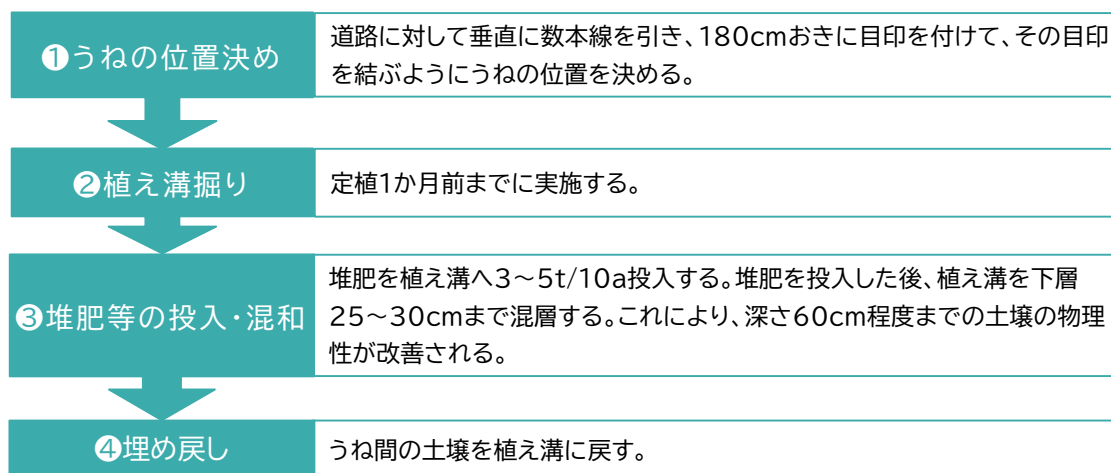 ❶うねの位置決め
道路に対して垂直に数本線を引き、180cmおきに目印を付けて、その目印
を結ぶようにうねの位置を決める。
❷植え溝掘り
定植1か月前までに実施する。
❸堆肥等の投入・混和
堆肥を植え溝へ3～5t/10a投入する。堆肥を投入した後、植え溝を下層
25～30cmまで混層する。これにより、深さ60cm程度までの土壌の物理
性が改善される。
❹埋め戻し
うね間の土壌を植え溝に戻す。